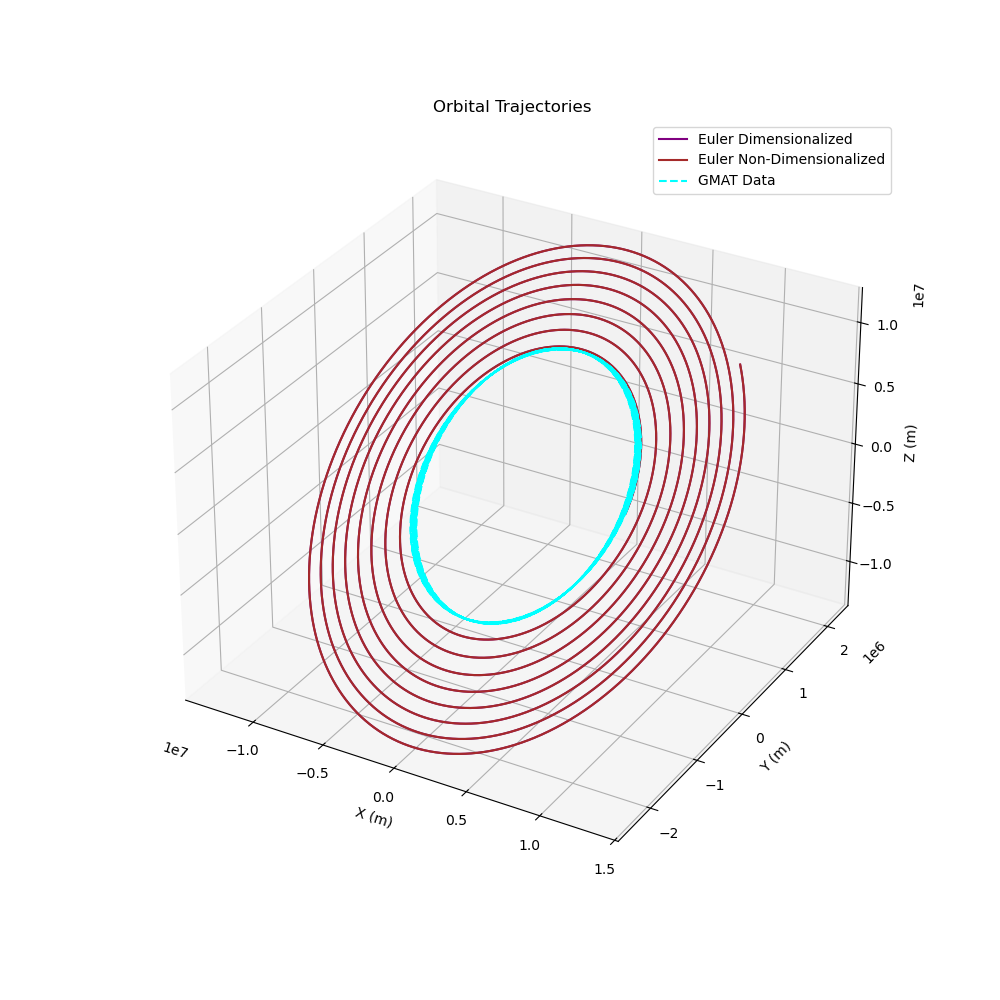 Orbital Trajectories
Euler Dimensionalized
Euler Non-Dimensionalized
GMAT Data
1e7
1.0
0.5
0.0
−0.5
−1.0
Z (m)
2
1
0
−1
−2
1e6
Y (m)
1e7
−1.0
−0.5
0.0
0.5
1.0
1.5
X (m)